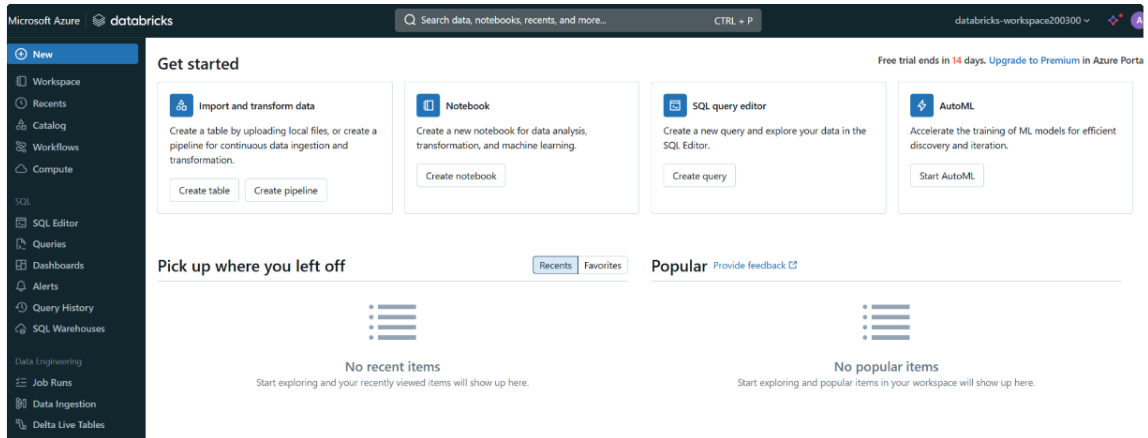 Microsoft Azure databricks
Search data, notebooks, recents, and more... CTRL + P
databricks-workspace200300
A
New
Workspace
Recents
Catalog
Workflows
Compute
SQL
SQL Editor
Queries
Dashboards
Alerts
Query History
SQL Warehouses
Data Engineering
Job Runs
Data Ingestion
Delta Live Tables
Get started
Free trial ends in 14 days. Upgrade to Premium in Azure Porta
Import and transform data
Create a table by uploading local files, or create a
pipeline for continuous data ingestion and
transformation.
Create table Create pipeline
Notebook
Create a new notebook for data analysis,
transformation, and machine learning.
Create notebook
SQL query editor
Create a new query and explore your data in the
SQL Editor.
Create query
AutoML
Accelerate the training of ML models for efficient
discovery and iteration.
Start AutoML
Pick up where you left off
Recents Favorites
No recent items
Start exploring and your recently viewed items will show up here.
Popular Provide feedback
No popular items
Start exploring and popular items in your workspace will show up here.